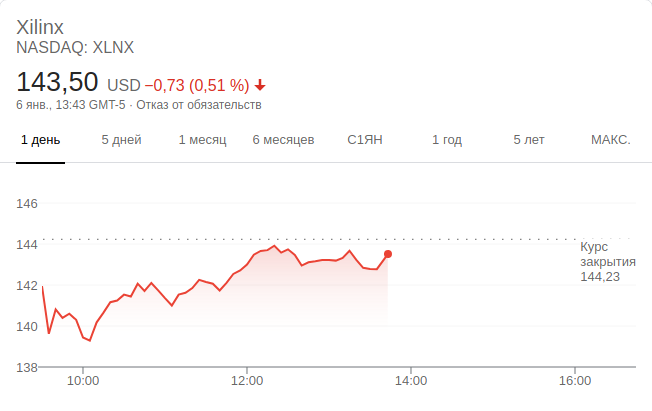 Xilinx
NASDAQ: XLNX
143,50 USD −0,73 (0,51 %)
6 янв., 13:43 GMT-5 · Отказ от обязательств
1 день 5 дней 1 месяц 6 месяцев С1ЯН 1 год 5 лет МАКС.
146
144
142
140
138
Курс
закрытия
144,23
10:00 12:00 14:00 16:00